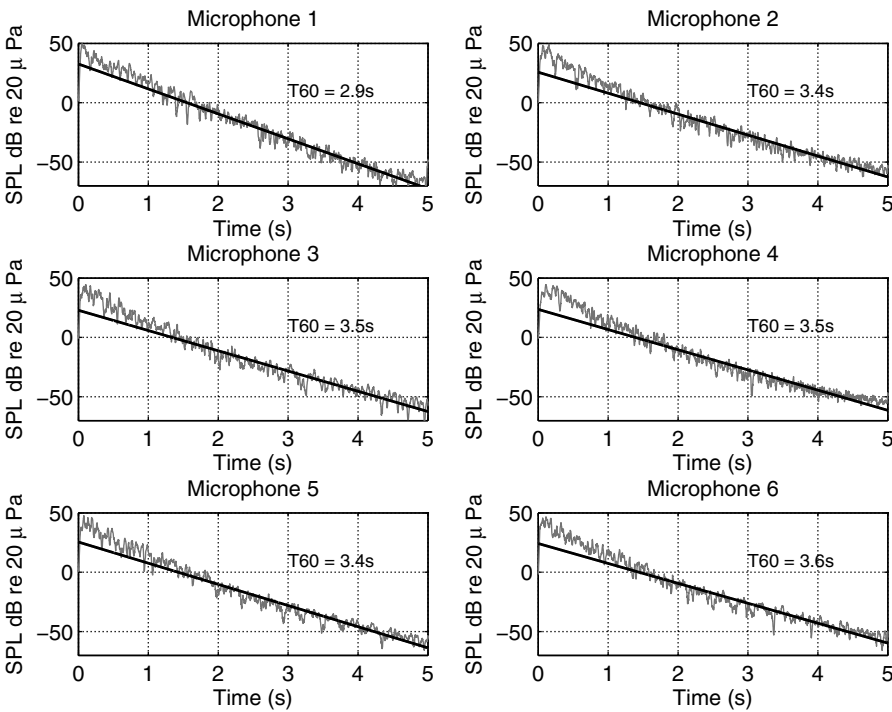 Microphone 1
SPL dB re 20 μ Pa
50
0
−50
T60 = 2.9s
0 1 2 3 4 5
Time (s)
Microphone 2
SPL dB re 20 μ Pa
50
0
−50
T60 = 3.4s
0 1 2 3 4 5
Time (s)
Microphone 3
SPL dB re 20 μ Pa
50
0
−50
T60 = 3.5s
0 1 2 3 4 5
Time (s)
Microphone 4
SPL dB re 20 μ Pa
50
0
−50
T60 = 3.5s
0 1 2 3 4 5
Time (s)
Microphone 5
SPL dB re 20 μ Pa
50
0
−50
T60 = 3.4s
0 1 2 3 4 5
Time (s)
Microphone 6
SPL dB re 20 μ Pa
50
0
−50
T60 = 3.6s
0 1 2 3 4 5
Time (s)